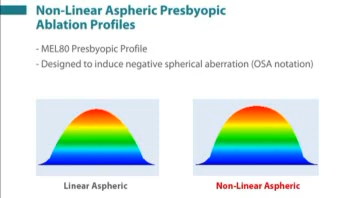 Non-Linear Aspheric Presbyopic
Ablation Profiles
- MEL80 Presbyopic Profile
- Designed to induce negative spherical aberration (OSA notation)
Linear Aspheric
Non-Linear Aspheric